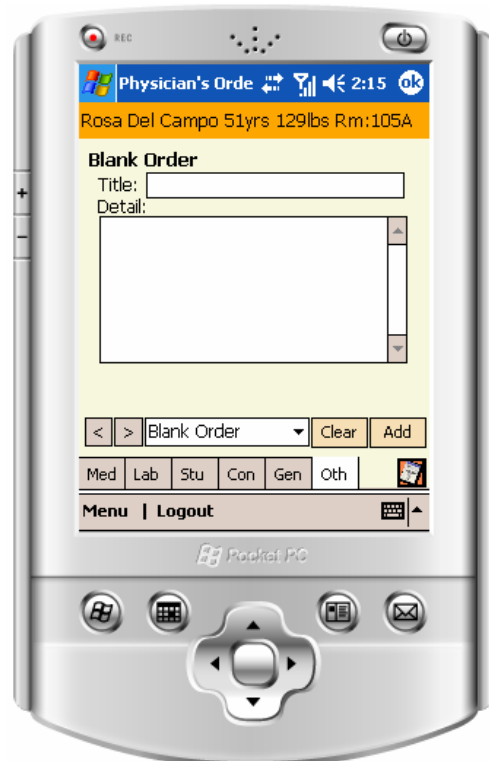 REC
Physician's Orde 2:15 ok
Rosa Del Campo 51yrs 129lbs Rm:105A
Blank Order
Title:
Detail:
< > Blank Order Clear Add
Med Lab Stu Con Gen Oth
Menu | Logout
Pocket PC